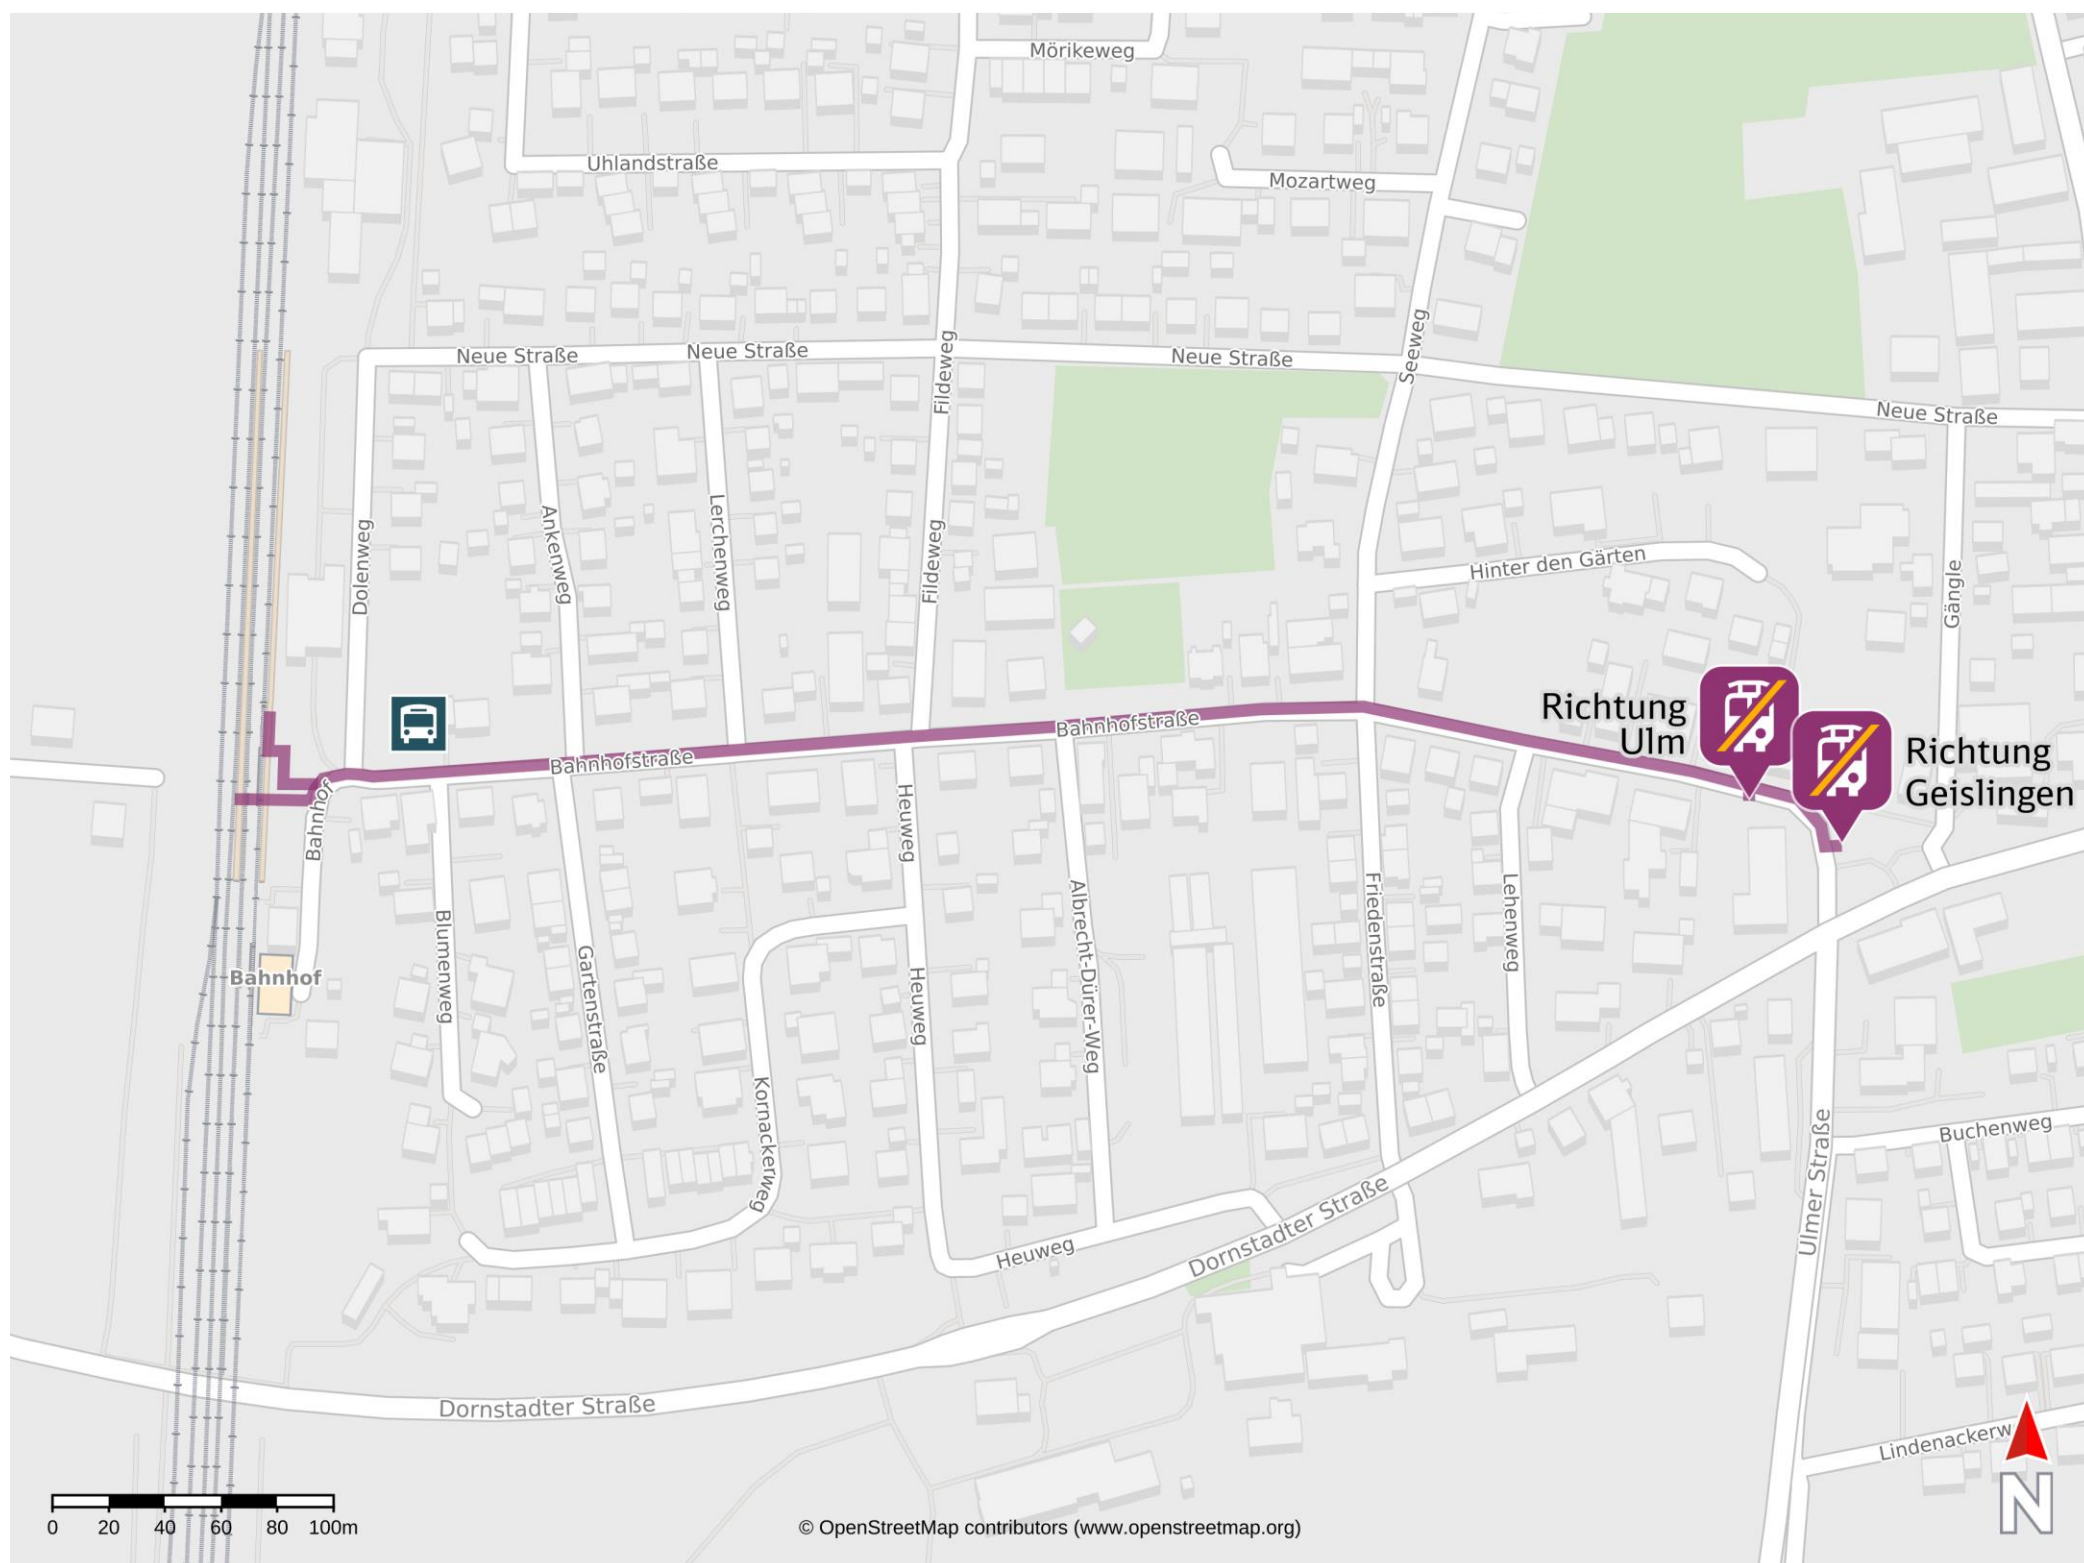 Mörikeweg
Uhlandstraße
Mozartweg
Neue Straße
Neue Straße
Neue Straße
Neue Straße
Seeweg
Fildeweg
Fildeweg
Dolenweg
Ankenweg
Lerchenweg
Hinter den Gärten
Gängle
Richtung
Ulm
Richtung
Geislingen
Bahnhofstraße
Bahnhofstraße
Bahnhof
Bahnhof
Blumenweg
Gartenstraße
Heuweg
Heuweg
Heuweg
Kornackerweg
Albrecht-Dürer-Weg
Friedenstraße
Lehenweg
Ulmer Straße
Buchenweg
Dornstadter Straße
Dornstadter Straße
Lindenackerw
N
0 20 40 60 80 100m
© OpenStreetMap contributors (www.openstreetmap.org)